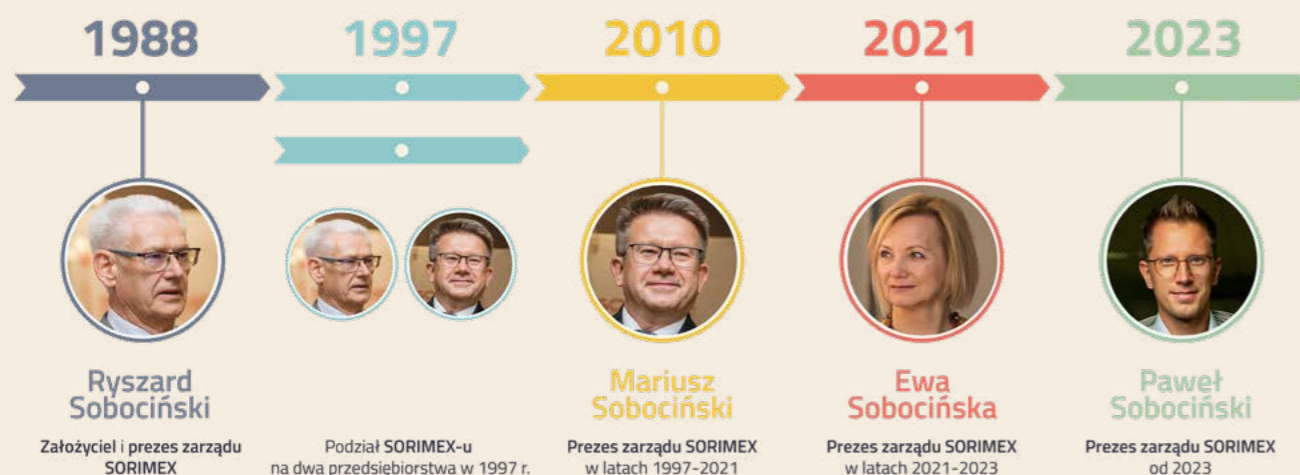 1988
1997
2010
2021
2023
Ryszard
Sobociński
Założyciel i prezes zarządu
SORIMEX
Podział SORIMEX-u
na dwa przedsiębiorstwa w 1997 r.
Mariusz
Sobociński
Prezes zarządu SORIMEX
w latach 1997-2021
Ewa
Sobocińska
Prezes zarządu SORIMEX
w latach 2021-2023
Paweł
Sobociński
Prezes zarządu SORIMEX
od 2023